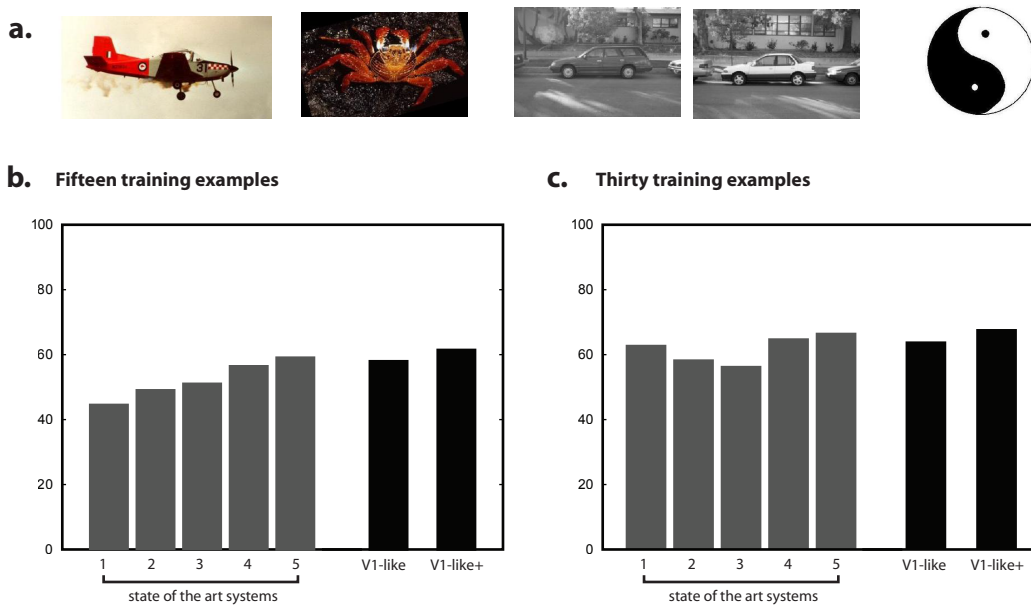 a.
31
b. Fifteen training examples
100
80
60
40
20
0
1 2 3 4 5 V1-like V1-like+
state of the art systems
c. Thirty training examples
100
80
60
40
20
0
1 2 3 4 5 V1-like V1-like+
state of the art systems